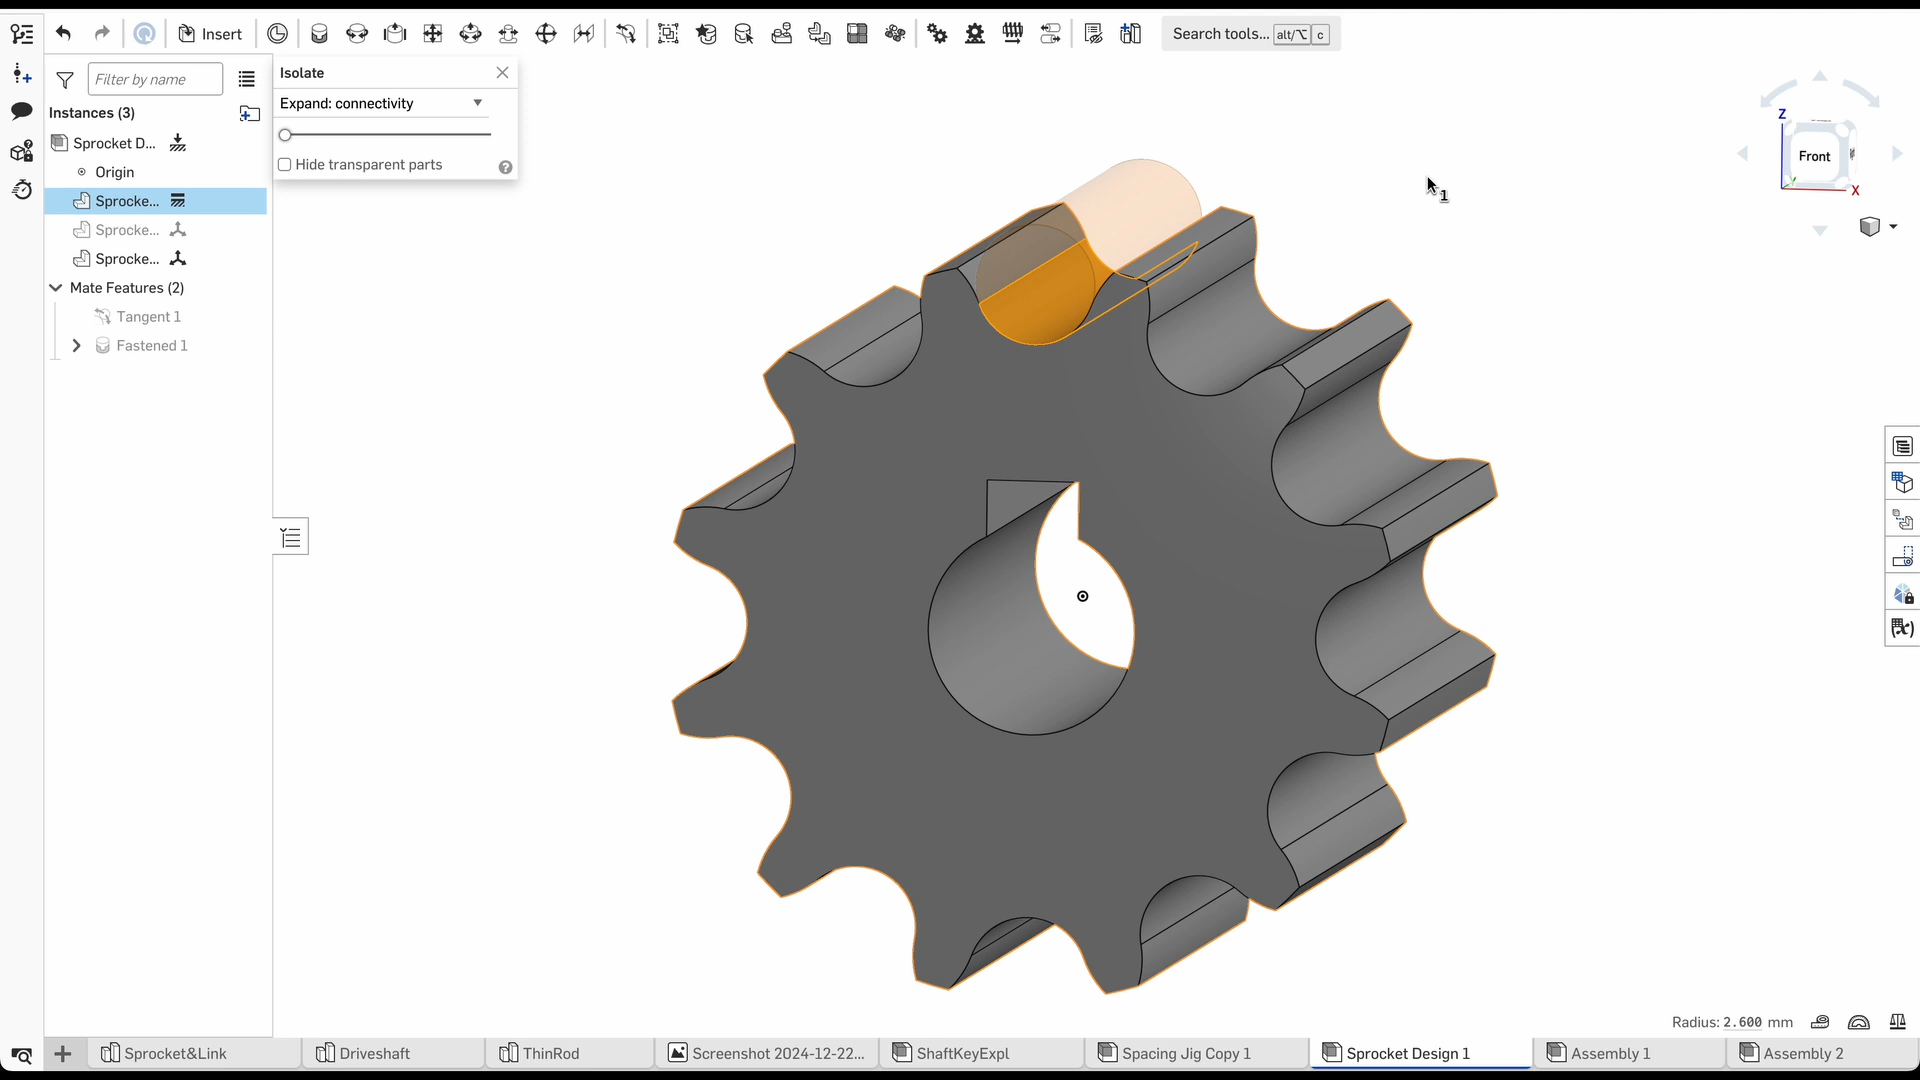 Insert
Search tools... alt/⌥ c
Filter by name
Instances (3)
Sprocket D...
Origin
Sprocke...
Sprocke...
Sprocke...
Mate Features (2)
Tangent 1
Fastened 1
Isolate
Expand: connectivity
Hide transparent parts
1
Z
Front
Y
X
(x)
Radius: 2.600 mm
Sprocket&Link
Driveshaft
ThinRod
Screenshot 2024-12-22...
ShaftKeyExpl
Spacing Jig Copy 1
Sprocket Design 1
Assembly 1
Assembly 2